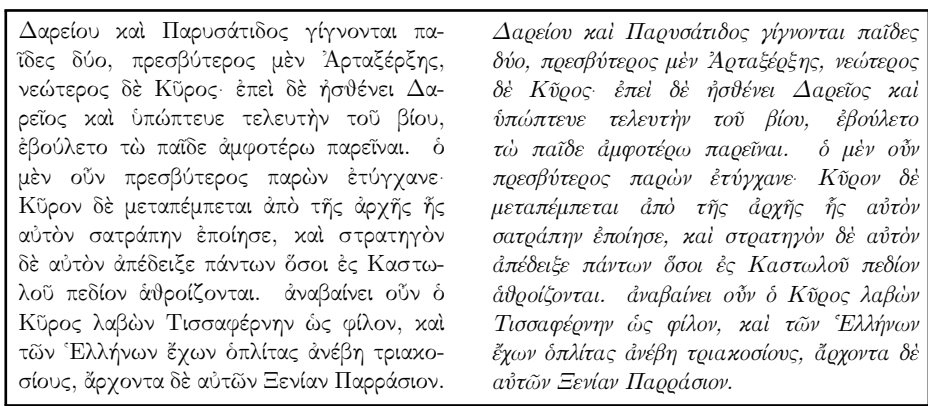 Δαρείου καὶ Παρυσάτιδος γίγνονται πα-
ῖδες δύο, πρεσβύτερος μὲν Ἀρταξέρξης,
νεώτερος δὲ Κῦρος· ἐπεὶ δὲ ἠσθένει Δα-
ρεῖος καὶ ὑπώπτευε τελευτὴν τοῦ βίου,
ἐβούλετο τὼ παῖδε ἀμφοτέρω παρεῖναι. ὁ
μὲν οὖν πρεσβύτερος παρὼν ἐτύγχανε·
Κῦρον δὲ μεταπέμπεται ἀπὸ τῆς ἀρχῆς ἧς
αὐτὸν σατράπην ἐποίησε, καὶ στρατηγὸν
δὲ αὐτὸν ἀπέδειξε πάντων ὅσοι ἐς Καστω-
λοῦ πεδίον ἁθροίζονται. ἀναβαίνει οὖν ὁ
Κῦρος λαβὼν Τισσαφέρνην ὡς φίλον, καὶ
τῶν Ἑλλήνων ἔχων ὁπλίτας ἀνέβη τριακο-
σίους, ἄρχοντα δὲ αὐτῶν Ξενίαν Παρράσιον.
Δαρείου καὶ Παρυσάτιδος γίγνονται παῖδες
δύο, πρεσβύτερος μὲν Ἀρταξέρξης, νεώτερος
δὲ Κῦρος· ἐπεὶ δὲ ἠσθένει Δαρεῖος καὶ
ὑπώπτευε τελευτὴν τοῦ βίου, ἐβούλετο
τὼ παῖδε ἀμφοτέρω παρεῖναι. ὁ μὲν οὖν
πρεσβύτερος παρὼν ἐτύγχανε· Κῦρον δὲ
μεταπέμπεται ἀπὸ τῆς ἀρχῆς ἧς αὐτὸν
σατράπην ἐποίησε, καὶ στρατηγὸν δὲ αὐτὸν
ἀπέδειξε πάντων ὅσοι ἐς Καστωλοῦ πεδίον
ἁθροίζονται. ἀναβαίνει οὖν ὁ Κῦρος λαβὼν
Τισσαφέρνην ὡς φίλον, καὶ τῶν Ἑλλήνων
ἔχων ὁπλίτας ἀνέβη τριακοσίους, ἄρχοντα δὲ
αὐτῶν Ξενίαν Παρράσιον.